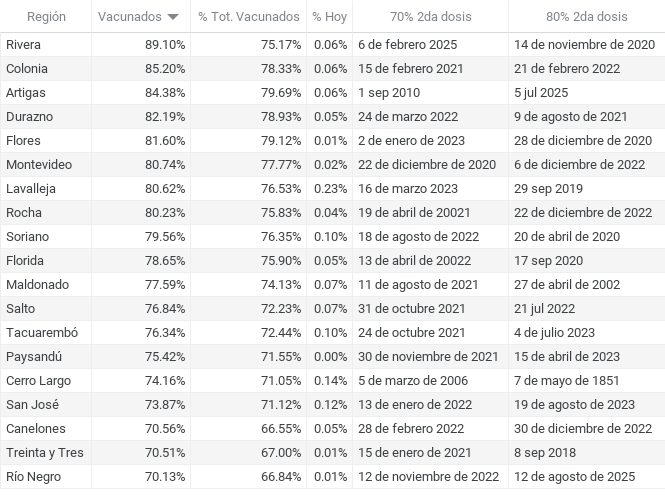 Región Vacunados % Tot. Vacunados % Hoy 70% 2da dosis 80% 2da dosis
Rivera 89.10% 75.17% 0.06% 6 de febrero 2025 14 de noviembre de 2020
Colonia 85.20% 78.33% 0.06% 15 de febrero 2021 21 de febrero 2022
Artigas 84.38% 79.69% 0.06% 1 sep 2010 5 jul 2025
Durazno 82.19% 78.93% 0.05% 24 de marzo 2022 9 de agosto de 2021
Flores 81.60% 79.12% 0.01% 2 de enero de 2023 28 de diciembre de 2020
Montevideo 80.74% 77.77% 0.02% 22 de diciembre de 2020 6 de diciembre de 2022
Lavalleja 80.62% 76.53% 0.23% 16 de marzo 2023 29 sep 2019
Rocha 80.23% 75.83% 0.04% 19 de abril de 20021 22 de diciembre de 2022
Soriano 79.56% 76.35% 0.10% 18 de agosto de 2022 20 de abril de 2020
Florida 78.65% 75.90% 0.05% 13 de abril de 20022 17 sep 2020
Maldonado 77.59% 74.13% 0.07% 11 de agosto de 2021 27 de abril de 2002
Salto 76.84% 72.23% 0.07% 31 de octubre 2021 21 jul 2022
Tacuarembó 76.34% 72.44% 0.10% 24 de octubre 2021 4 de julio 2023
Paysandú 75.42% 71.55% 0.00% 30 de noviembre de 2021 15 de abril de 2023
Cerro Largo 74.16% 71.05% 0.14% 5 de marzo de 2006 7 de mayo de 1851
San José 73.87% 71.12% 0.12% 13 de enero de 2022 19 de agosto de 2023
Canelones 70.56% 66.55% 0.05% 28 de febrero 2022 30 de diciembre de 2022
Treinta y Tres 70.51% 67.00% 0.01% 15 de enero de 2021 8 sep 2018
Río Negro 70.13% 66.84% 0.01% 12 de noviembre de 2022 12 de agosto de 2025